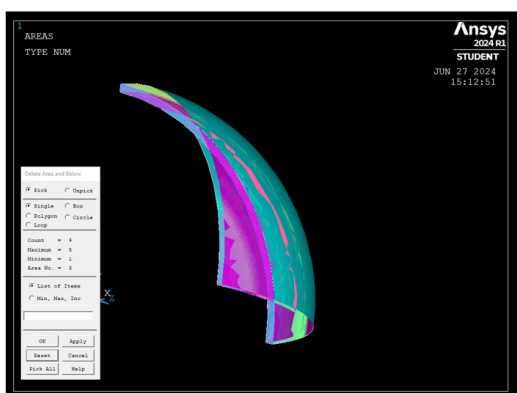 1
AREAS
TYPE NUM
Ansys
2024 R1
STUDENT
JUN 27 2024
15:12:51
Delete Area and Below
Pick Unpick
Single Box
Polygon Circle
Loop
Count = 4
Maximum = 5
Minimum = 1
Area No. = 6
List of Items
Min, Max, Inc
OK Apply
Reset Cancel
Pick All Help
X
Z